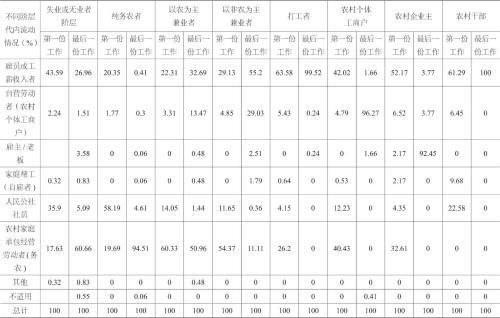 不同阶层代内流动情况（%） 失业或无业者阶层 纯务农者 以农为主兼业者 以非农为主兼业者 打工者 农村个体工商户 农村企业主 农村干部
第一份工作 最后一份工作 第一份工作 最后一份工作 第一份工作 最后一份工作 第一份工作 最后一份工作 第一份工作 最后一份工作 第一份工作 最后一份工作 第一份工作 最后一份工作 第一份工作 最后一份工作
雇员或工薪收入者 43.59 26.96 20.35 0.41 22.31 32.69 29.13 55.2 63.58 99.52 42.02 1.66 52.17 3.77 61.29 100
自营劳动者（农村个体工商户） 2.24 1.51 1.77 0.3 3.31 13.47 4.85 29.03 5.43 0.24 4.79 96.27 6.52 3.77 6.45 0
雇主/老板 3.58 0 0.06 0 0.48 0 2.51 0 0.24 0 1.66 2.17 92.45 0 0
家庭帮工（自雇者） 0.32 0.83 0 0.06 0 0.48 0 1.79 0.64 0 0.53 0 2.17 0 9.68 0
人民公社社员 35.9 5.09 58.19 4.61 14.05 1.44 11.65 0.36 4.15 0 12.23 0 4.35 0 22.58 0
农村家庭承包经营劳动者（务农） 17.63 60.66 19.69 94.51 60.33 50.96 54.37 11.11 26.2 0 40.43 0 32.61 0 0 0
其他 0.32 0.83 0 0 0 0.48 0 0 0 0 0 0 0 0 0 0
不适用 0.55 0 0.06 0 0 0 0 0 0 0 0.41 0 0 0 0
总计 100 100 100 100 100 100 100 100 100 100 100 100 100 100 100 100